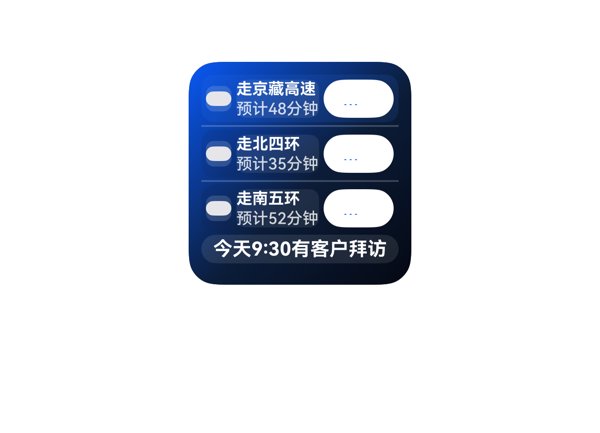 走京藏高速
预计48分钟
...
走北四环
预计35分钟
...
走南五环
预计52分钟
...
今天9:30有客户拜访